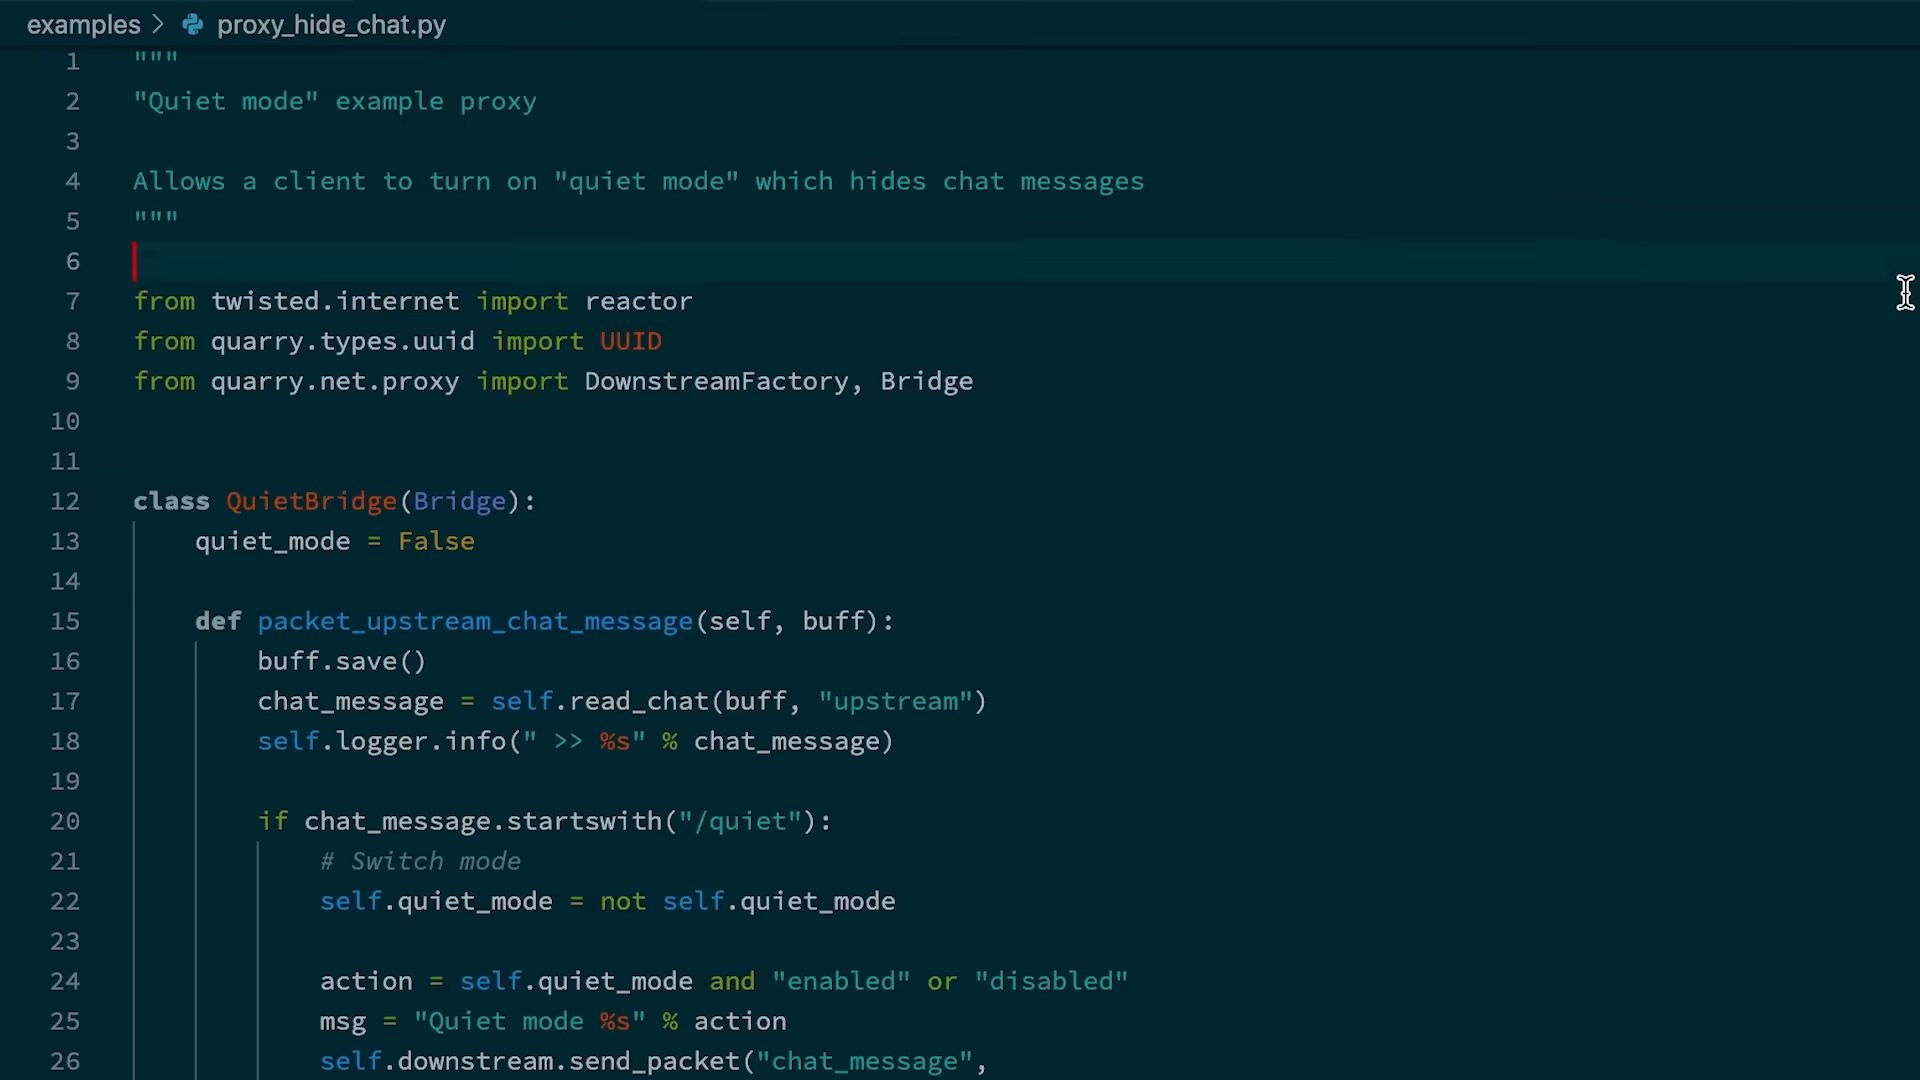 examples > proxy_hide_chat.py
1 """
2 "Quiet mode" example proxy
3
4 Allows a client to turn on "quiet mode" which hides chat messages
5 """
6
7 from twisted.internet import reactor
8 from quarry.types.uuid import UUID
9 from quarry.net.proxy import DownstreamFactory, Bridge
10
11
12 class QuietBridge(Bridge):
13     quiet_mode = False
14
15     def packet_upstream_chat_message(self, buff):
16         buff.save()
17         chat_message = self.read_chat(buff, "upstream")
18         self.logger.info(" >> %s" % chat_message)
19
20         if chat_message.startswith("/quiet"):
21             # Switch mode
22             self.quiet_mode = not self.quiet_mode
23
24             action = self.quiet_mode and "enabled" or "disabled"
25             msg = "Quiet mode %s" % action
26             self.downstream.send_packet("chat_message",